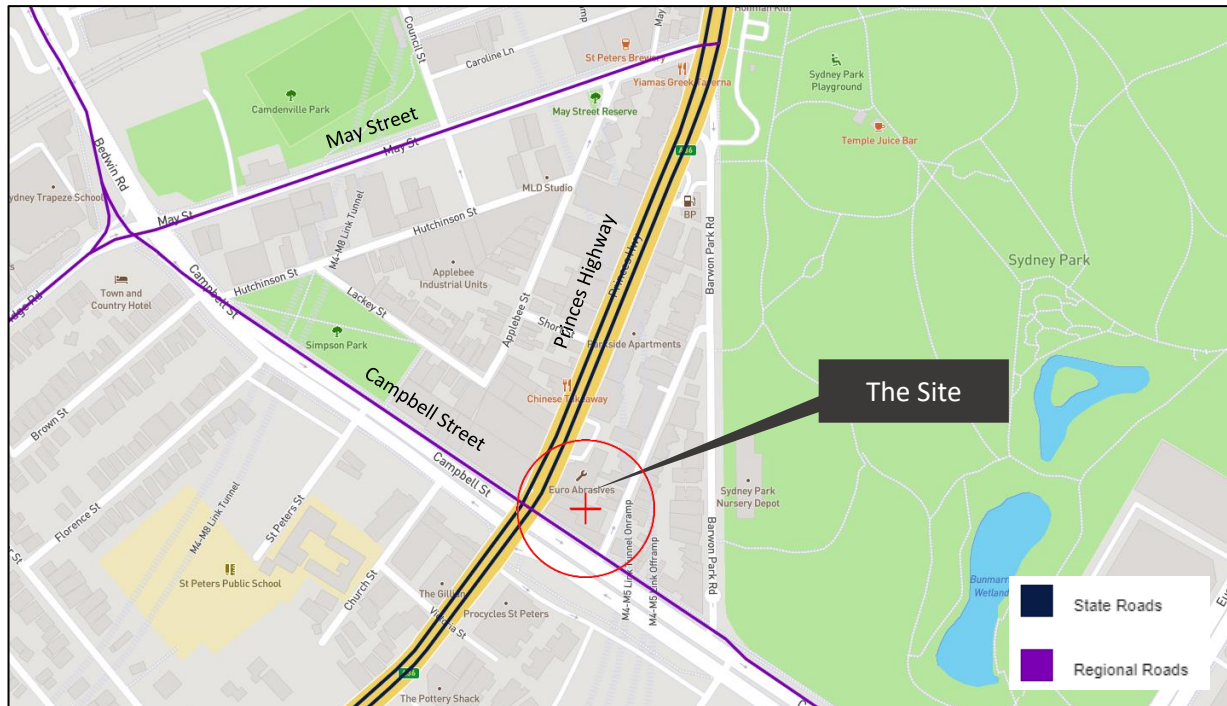 Council St
Caroline Ln
St Peters Brewery
Yiamas Greek Taverna
May Street Reserve
Camdenville Park
May Street
May St
May St
Bedwin Rd
Sydney Park
Playground
Temple Juice Bar
A36
MLD Studio
BP
Barwon Park Rd
Hutchinson St
M4-M8 Link Tunnel
Princes Highway
Princes Hwy
Sydney Park
Town and
Country Hotel
Hutchinson St
Campbell St
Lackey St
Applebee
Industrial Units
Applebee St
Short
Parkside Apartments
Simpson Park
Chinese Takeaway
The Site
Campbell Street
Brown St
Campbell St
Euro Abrasives
Sydney Park
Nursery Depot
Florence St
M4-M8 Link Tunnel
St Peters St
St Peters Public School
Church St
M4-M5 Link Tunnel Onramp
M4-M5 Link Offramp
Barwon Park Rd
Victoria St
Procycles St Peters
The Pottery Shack
A36
State Roads
Regional Roads